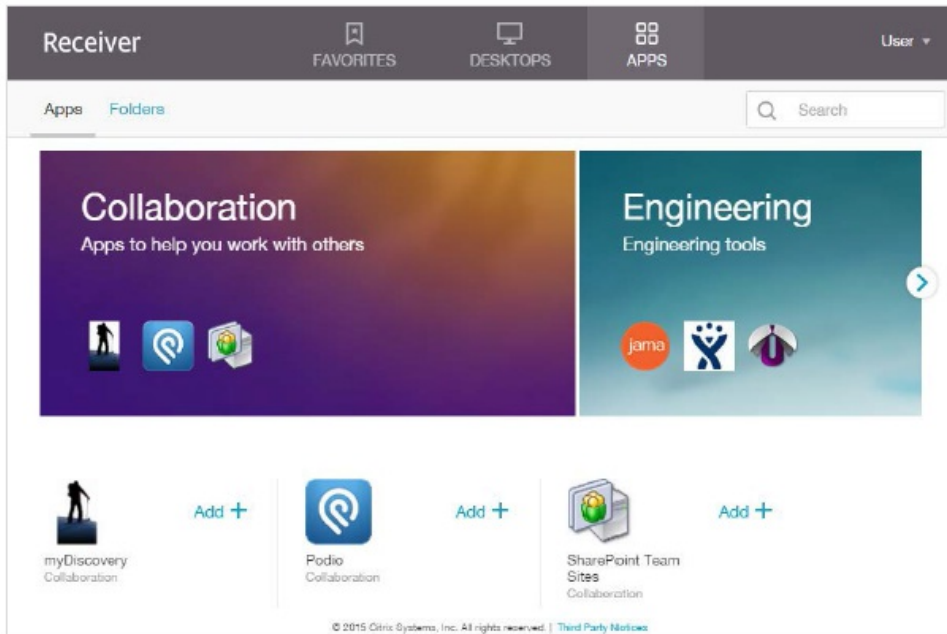 Receiver
FAVORITES
DESKTOPS
APPS
User
Apps
Folders
Search
Collaboration
Apps to help you work with others
Engineering
Engineering tools
jama
myDiscovery
Collaboration
Add +
Podio
Collaboration
Add +
SharePoint Team
Sites
Collaboration
Add +
© 2015 Citrix Systems, Inc. All rights reserved. | Third Party Notices